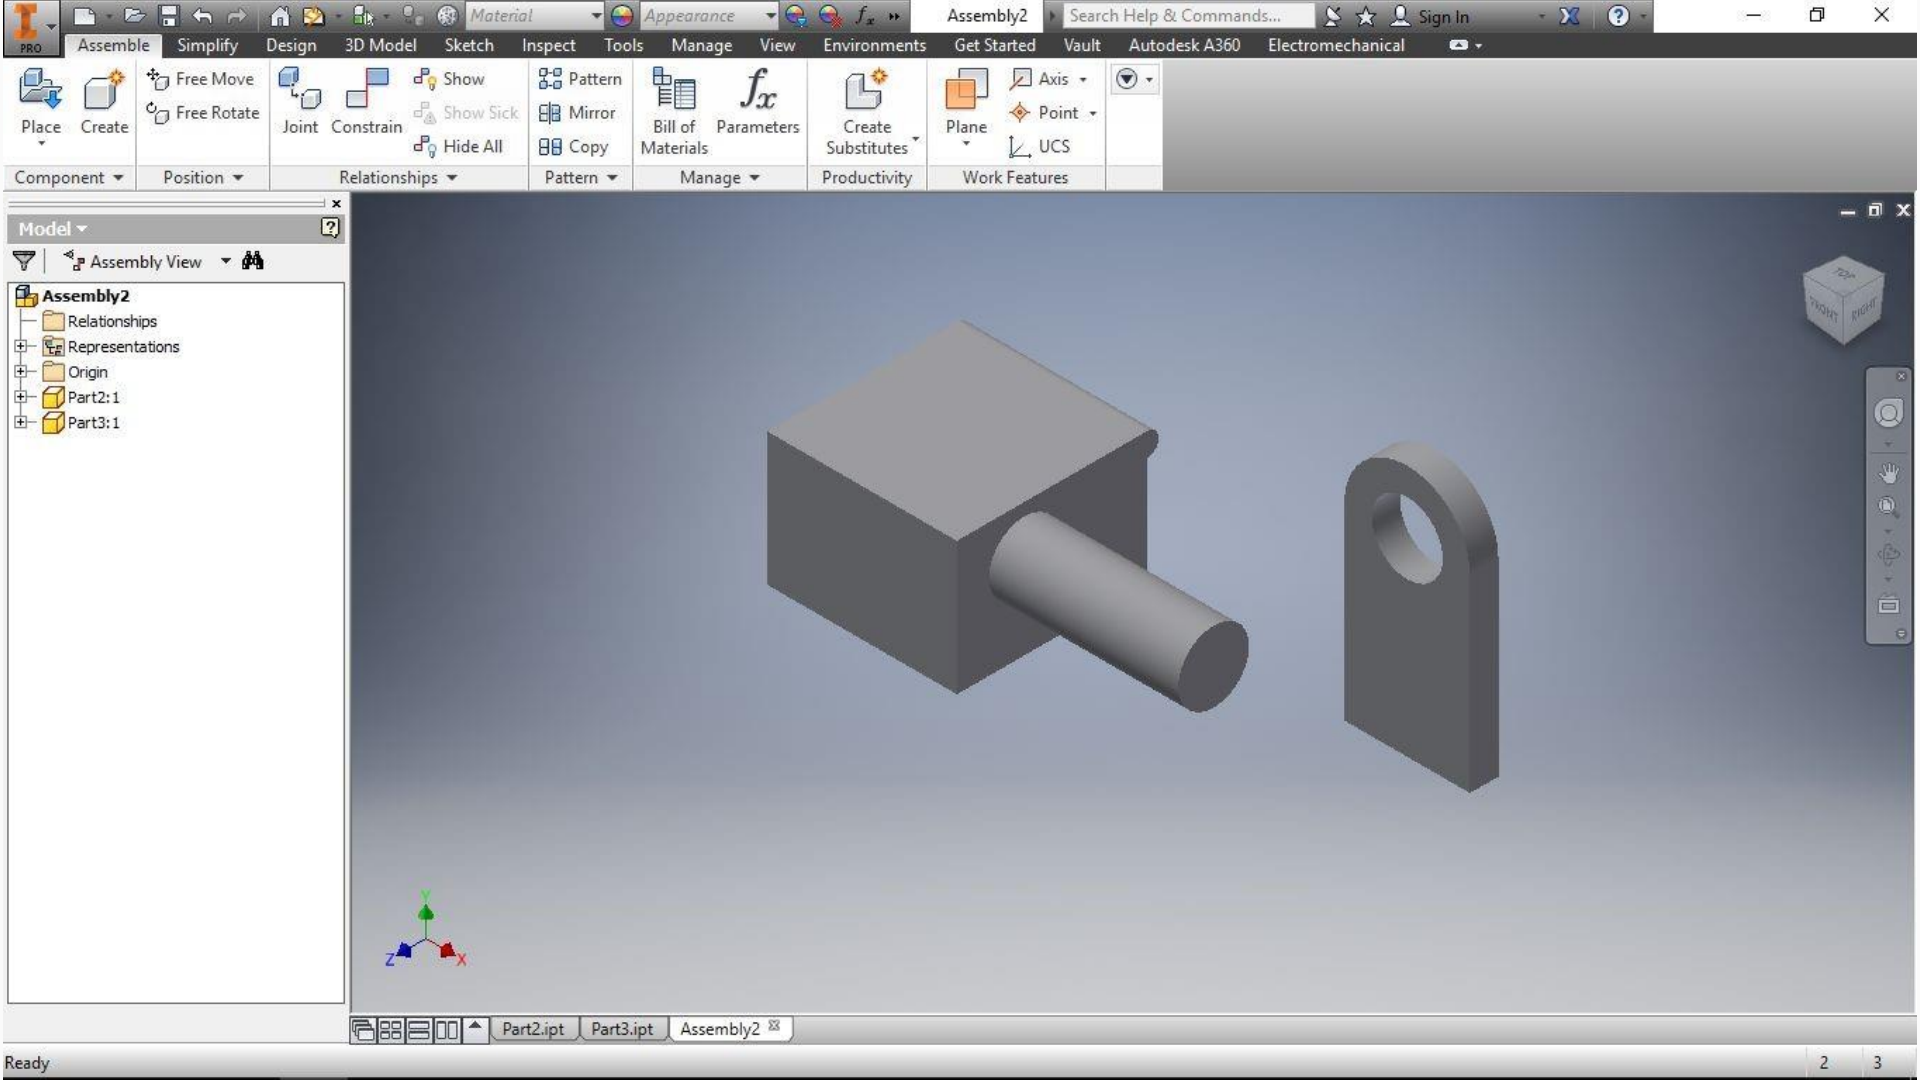 Material
Appearance
Assembly2
Search Help & Commands...
Sign In
PRO
Assemble Simplify Design 3D Model Sketch Inspect Tools Manage View Environments Get Started Vault Autodesk A360 Electromechanical
Place
Create
Free Move
Free Rotate
Joint
Constrain
Show
Show Sick
Hide All
Pattern
Mirror
Copy
Bill of
Materials
Parameters
Create
Substitutes
Plane
Axis
Point
UCS
Component
Position
Relationships
Pattern
Manage
Productivity
Work Features
Model
Assembly View
Assembly2
Relationships
Representations
Origin
Part2:1
Part3:1
TOP
FRONT
RIGHT
Y
Z
X
Part2.ipt
Part3.ipt
Assembly2
Ready
2 3